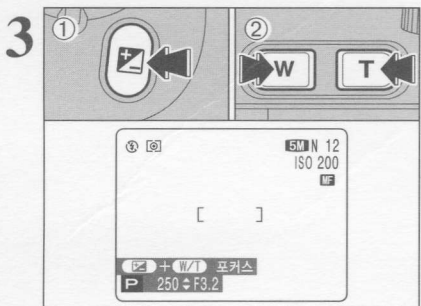 3
① ②
W T
5M N 12
ISO 200
MF
[ ]
+ W/T 포커스
P 250 F3.2